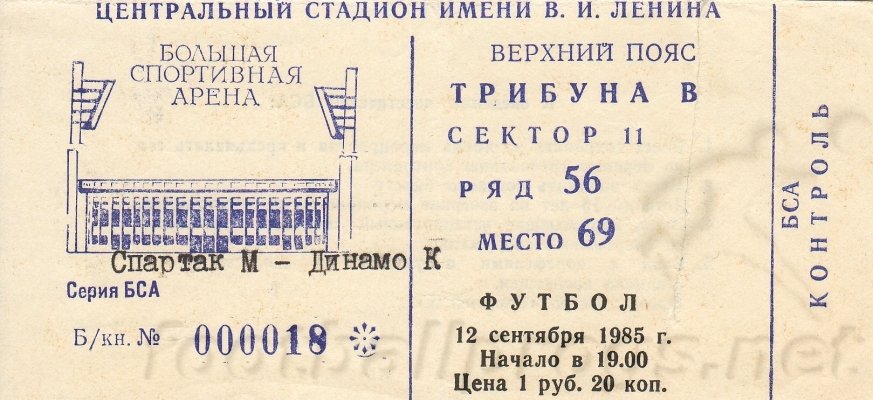 ЦЕНТРАЛЬНЫЙ СТАДИОН ИМЕНИ В. И. ЛЕНИНА
БОЛЬШАЯ
СПОРТИВНАЯ
АРЕНА
Спартак М - Динамо К
Серия БСА
Б/кн. № 000018
ВЕРХНИЙ ПОЯС
ТРИБУНА В
СЕКТОР 11
РЯД 56
МЕСТО 69
ФУТБОЛ
12 сентября 1985 г.
Начало в 19.00
Цена 1 руб. 20 коп.
БСА
КОНТРОЛЬ